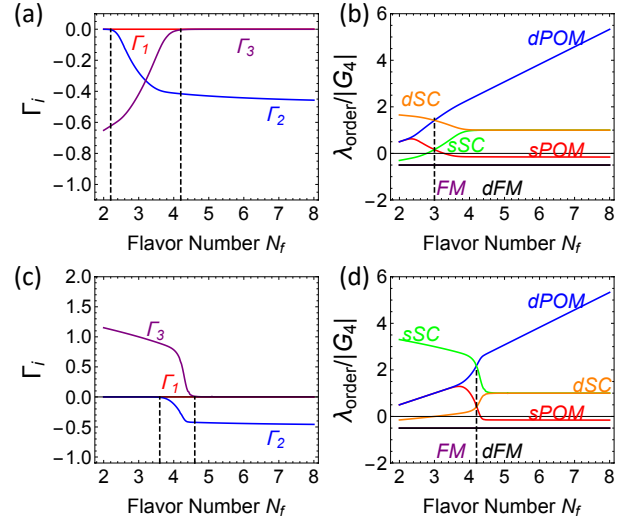 (a)
0.0
-0.2
-0.4
-0.6
-0.8
-1.0
Γi
Γ1
Γ3
Γ2
2 3 4 5 6 7 8
Flavor Number Nf
(b)
6
4
2
0
-2
λorder/|G4|
dPOM
dSC
sSC
sPOM
FM dFM
2 3 4 5 6 7 8
Flavor Number Nf
(c)
2.0
1.5
1.0
0.5
0.0
-0.5
-1.0
Γi
Γ3
Γ1
Γ2
2 3 4 5 6 7 8
Flavor Number Nf
(d)
6
4
2
0
-2
λorder/|G4|
dPOM
sSC
dSC
sPOM
FM dFM
2 3 4 5 6 7 8
Flavor Number Nf